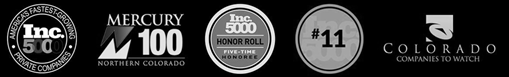 AMERICA'S FASTEST-GROWING
Inc.
5000
PRIVATE COMPANIES
MERCURY
100
NORTHERN COLORADO
Inc.
5000
HONOR ROLL
FIVE-TIME
HONOREE
#11
COLORADO
COMPANIES TO WATCH